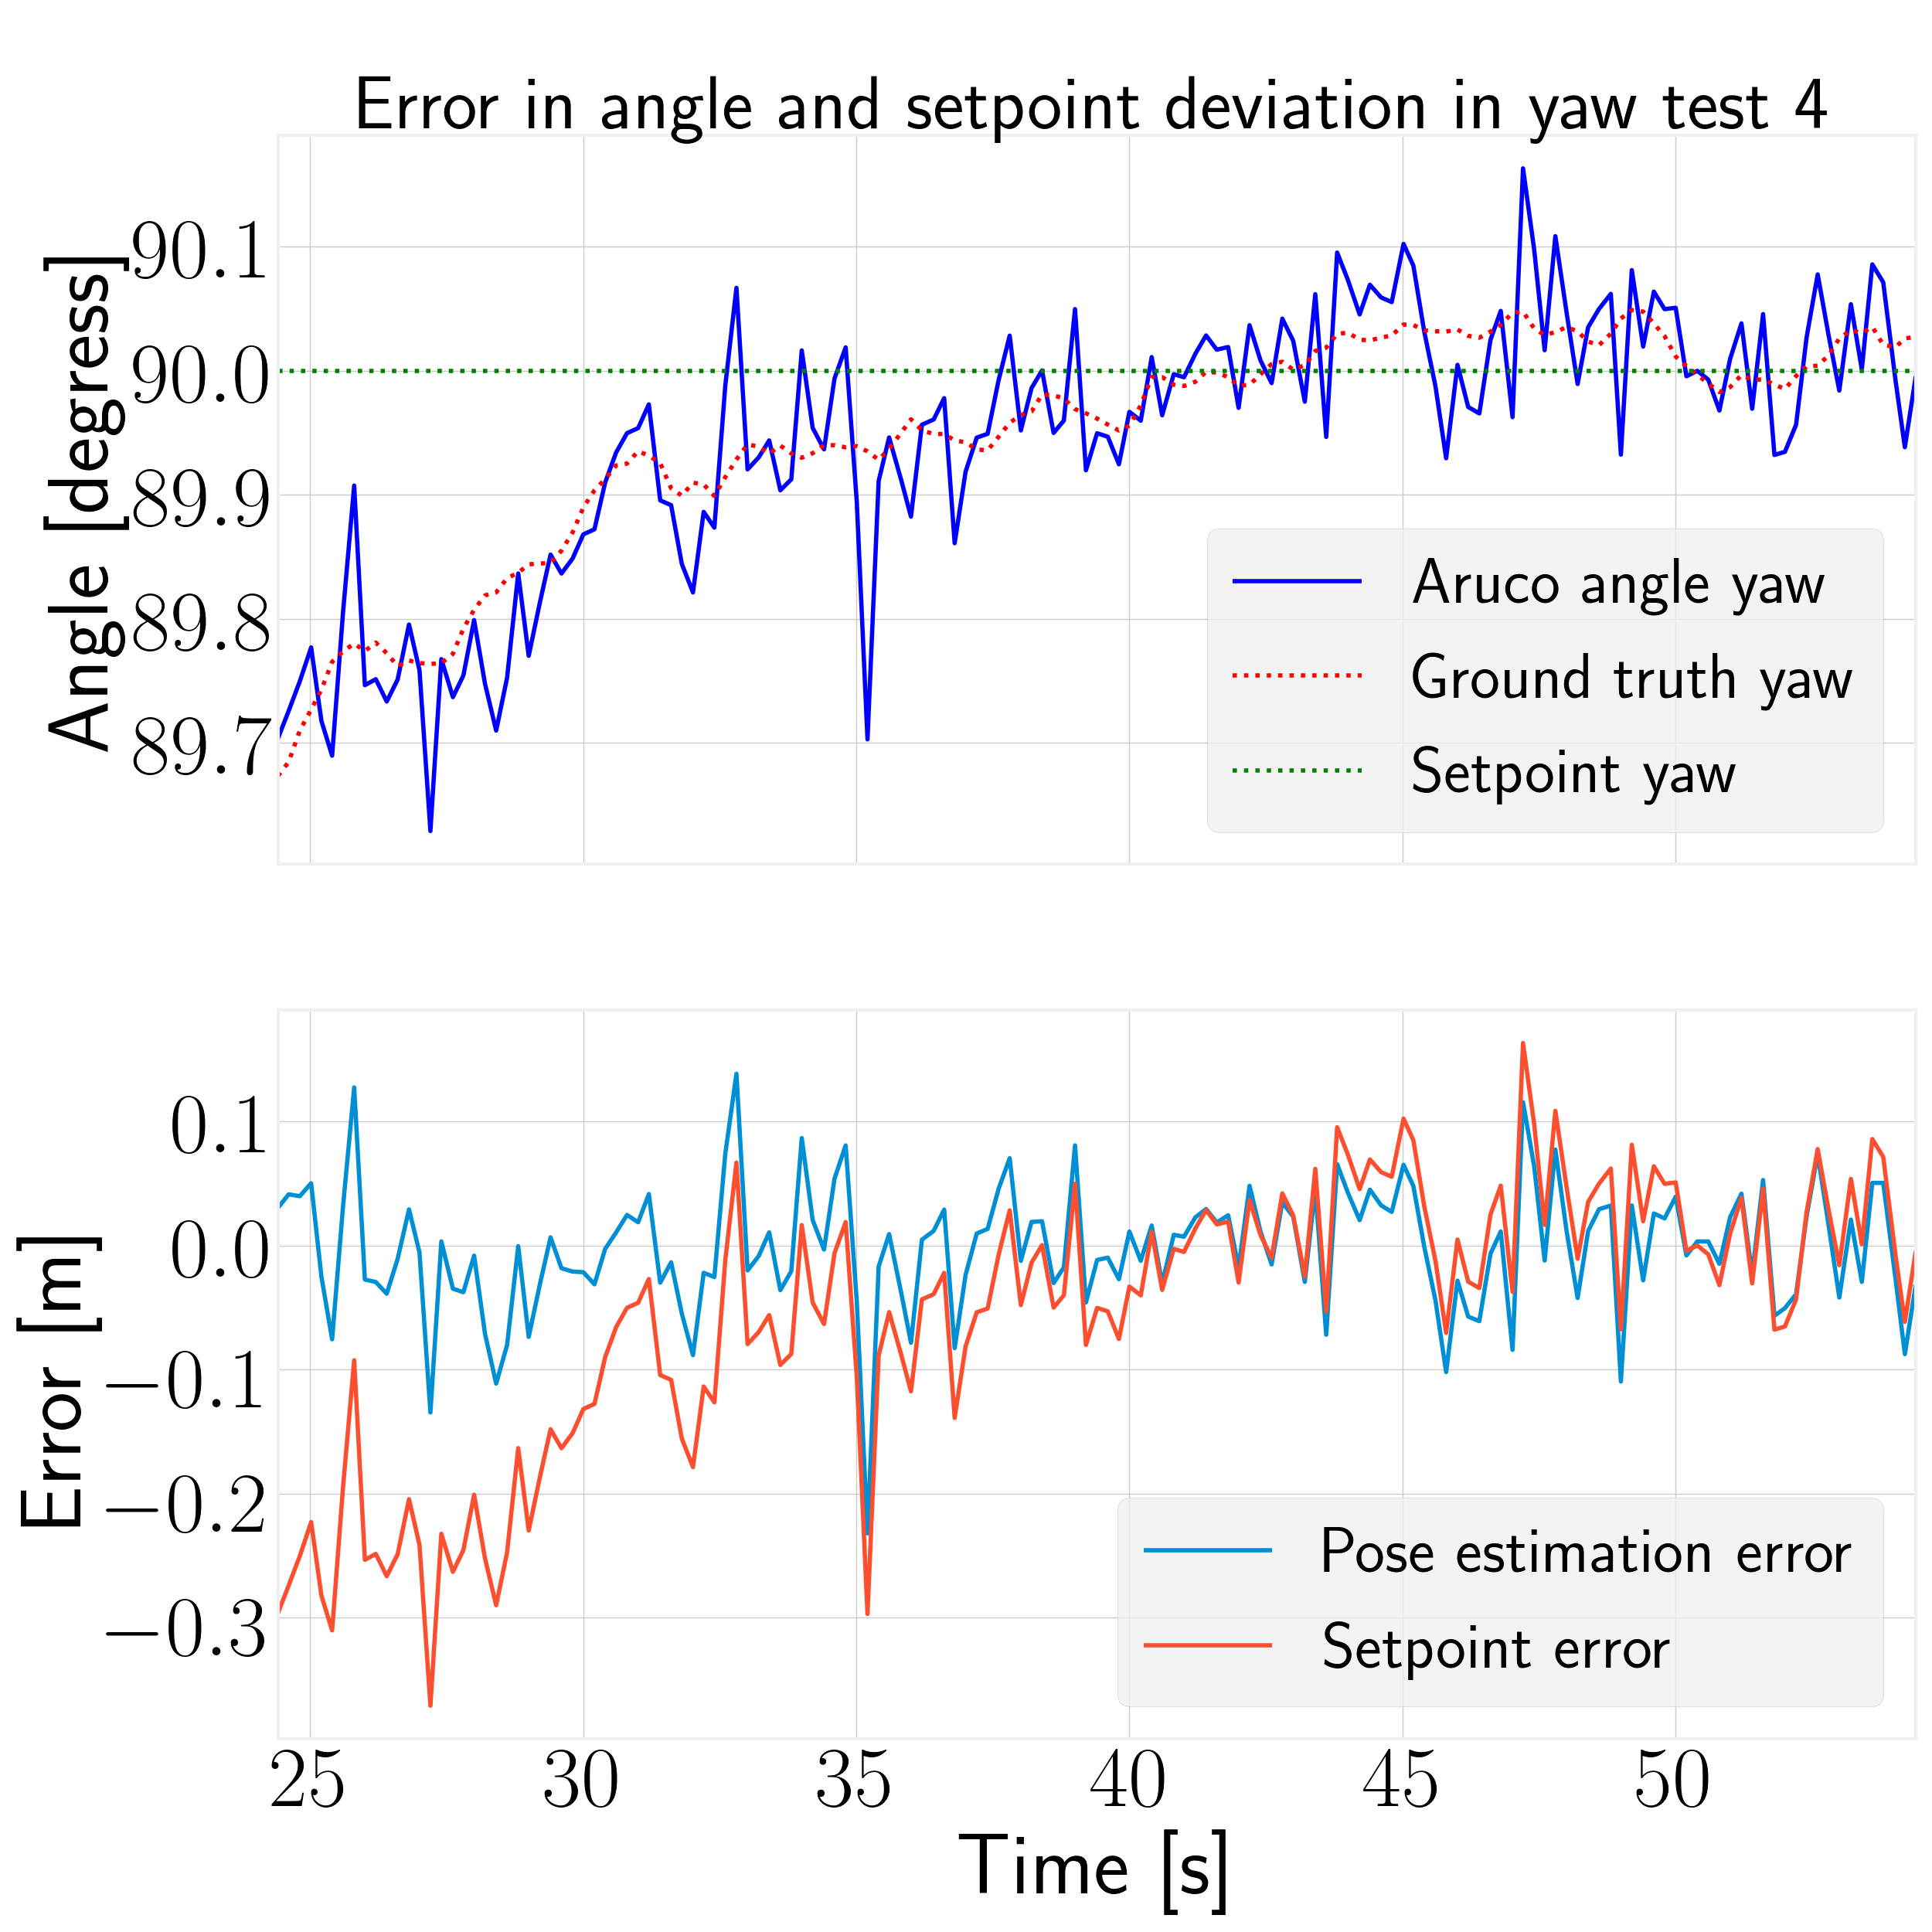 Error in angle and setpoint deviation in yaw test 4
Angle [degress]
90.1
90.0
89.9
89.8
89.7
Aruco angle yaw
Ground truth yaw
Setpoint yaw
Error [m]
0.1
0.0
−0.1
−0.2
−0.3
Pose estimation error
Setpoint error
25 30 35 40 45 50
Time [s]